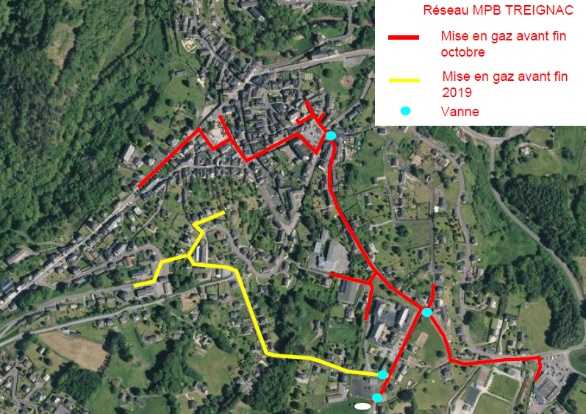 Réseau MPB TREIGNAC
Mise en gaz avant fin
octobre
Mise en gaz avant fin
2019
Vanne